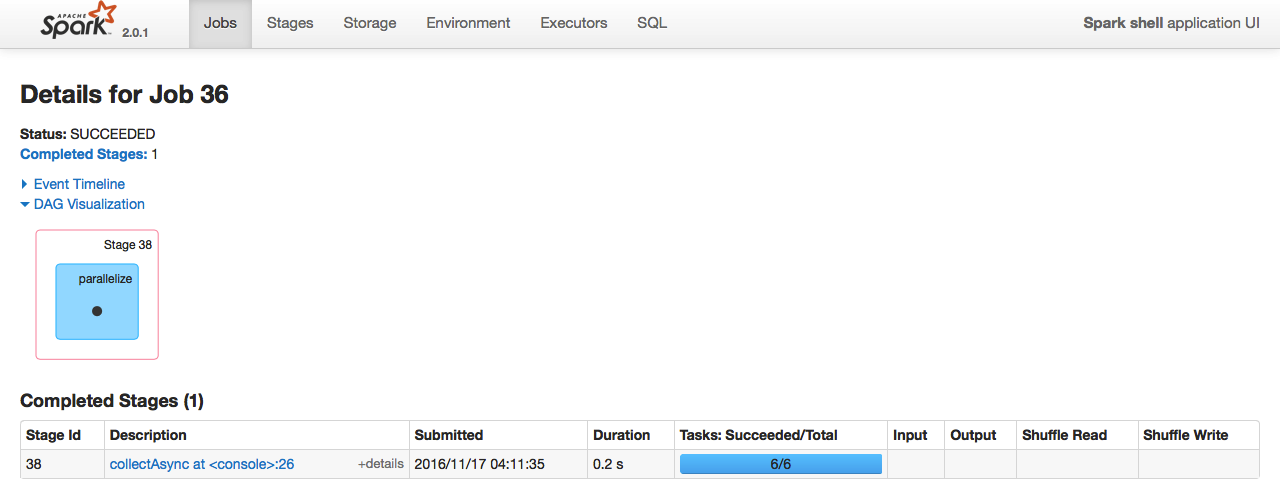 APACHE
Spark 2.0.1 Jobs Stages Storage Environment Executors SQL Spark shell application UI
Details for Job 36
Status: SUCCEEDED
Completed Stages: 1
Event Timeline
DAG Visualization
Stage 38
parallelize
Completed Stages (1)
Stage Id Description Submitted Duration Tasks: Succeeded/Total Input Output Shuffle Read Shuffle Write
38 collectAsync at <console>:26 +details 2016/11/17 04:11:35 0.2 s 6/6